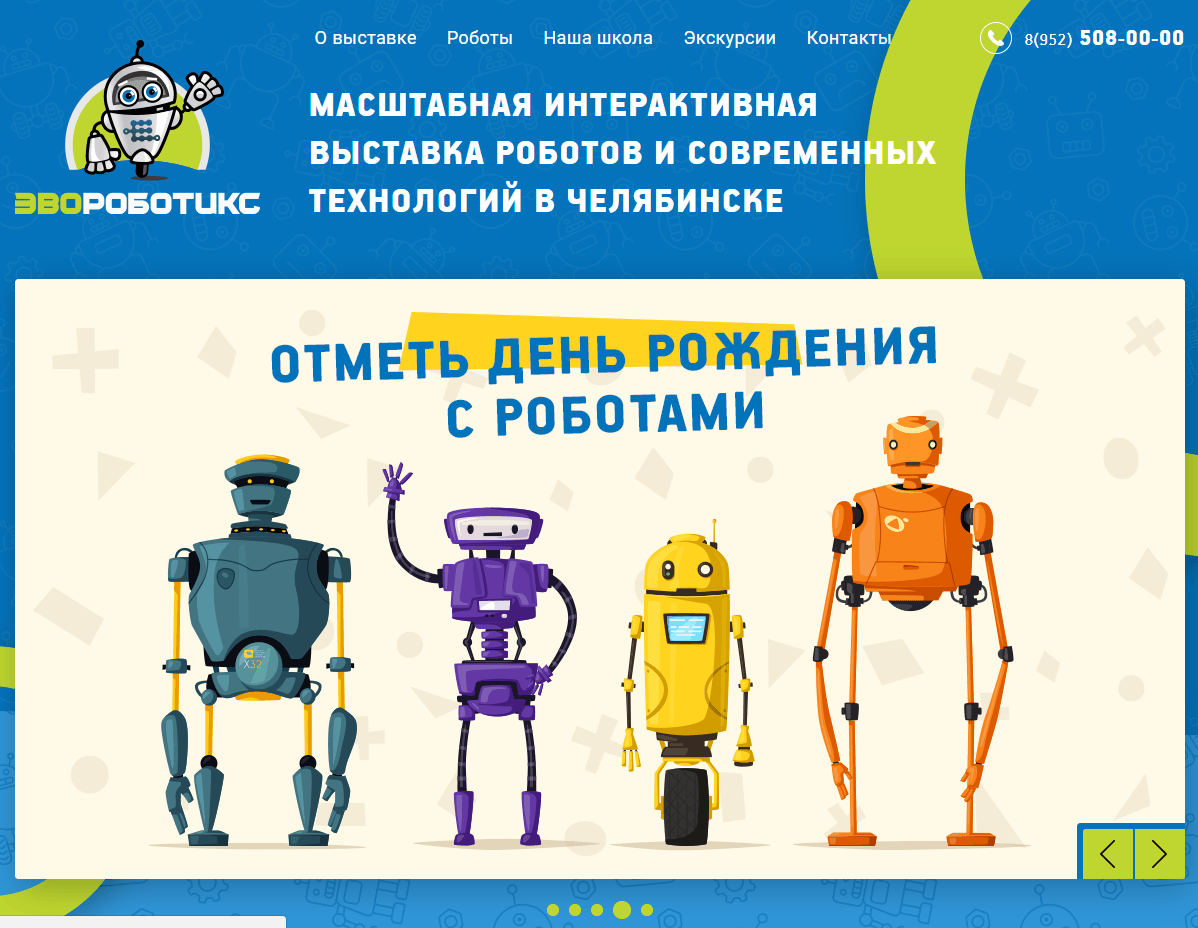 О выставке Роботы Наша школа Экскурсии Контакты 8(952) 508-00-00
МАСШТАБНАЯ ИНТЕРАКТИВНАЯ
ВЫСТАВКА РОБОТОВ И СОВРЕМЕННЫХ
ТЕХНОЛОГИЙ В ЧЕЛЯБИНСКЕ
ЭВОРОБОТИКС
ОТМЕТЬ ДЕНЬ РОЖДЕНИЯ
С РОБОТАМИ
X32